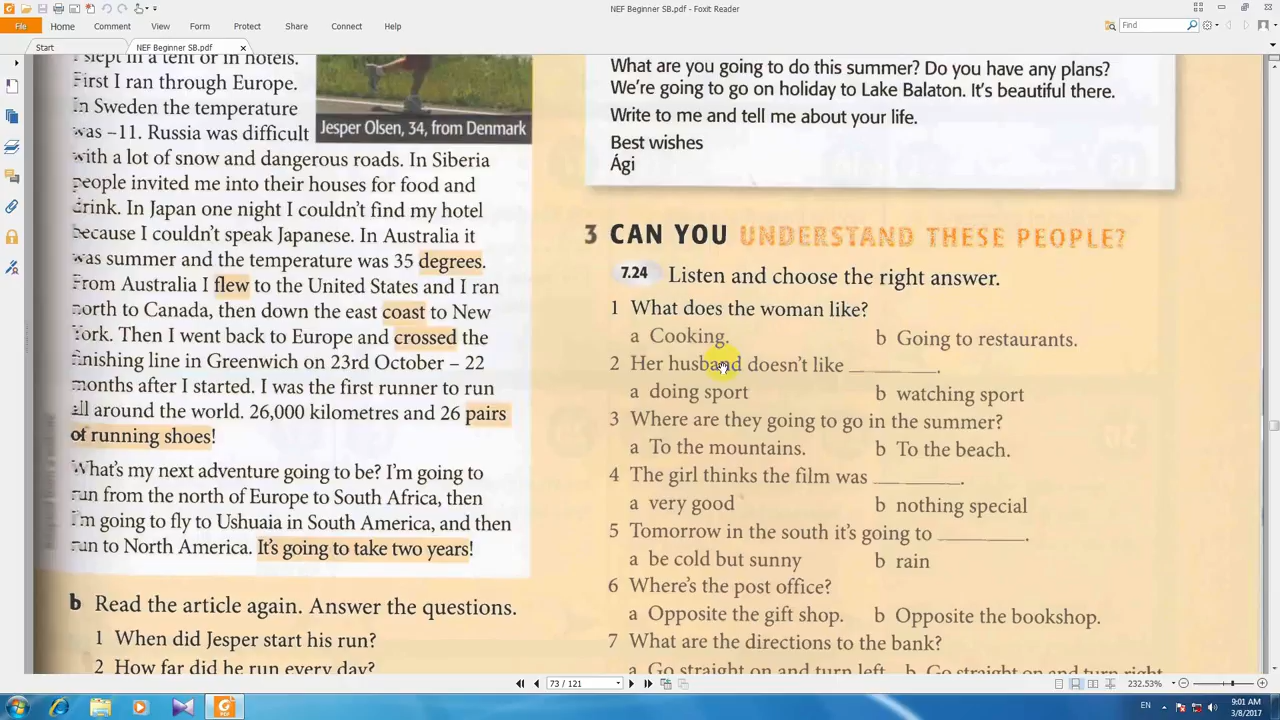 NEF Beginner SB.pdf - Foxit Reader
File Home Comment View Form Protect Share Connect Help
Find
Start NEF Beginner SB.pdf
I slept in a tent or in hotels.
First I ran through Europe.
In Sweden the temperature
was –11. Russia was difficult
with a lot of snow and dangerous roads. In Siberia
people invited me into their houses for food and
drink. In Japan one night I couldn't find my hotel
because I couldn't speak Japanese. In Australia it
was summer and the temperature was 35 degrees.
From Australia I flew to the United States and I ran
north to Canada, then down the east coast to New
York. Then I went back to Europe and crossed the
finishing line in Greenwich on 23rd October – 22
months after I started. I was the first runner to run
all around the world. 26,000 kilometres and 26 pairs
of running shoes!
What's my next adventure going to be? I'm going to
run from the north of Europe to South Africa, then
I'm going to fly to Ushuaia in South America, and then
run to North America. It's going to take two years!
Jesper Olsen, 34, from Denmark
b Read the article again. Answer the questions.
1 When did Jesper start his run?
2 How far did he run every day?
What are you going to do this summer? Do you have any plans?
We're going to go on holiday to Lake Balaton. It's beautiful there.
Write to me and tell me about your life.
Best wishes
Ági
3 CAN YOU UNDERSTAND THESE PEOPLE?
7.24 Listen and choose the right answer.
1 What does the woman like?
a Cooking. b Going to restaurants.
2 Her husband doesn't like ________.
a doing sport b watching sport
3 Where are they going to go in the summer?
a To the mountains. b To the beach.
4 The girl thinks the film was ________.
a very good b nothing special
5 Tomorrow in the south it's going to ________.
a be cold but sunny b rain
6 Where's the post office?
a Opposite the gift shop. b Opposite the bookshop.
7 What are the directions to the bank?
a Go straight on and turn left. b Go straight on and turn right.
73 / 121
232.53%
EN
9:01 AM
3/8/2017